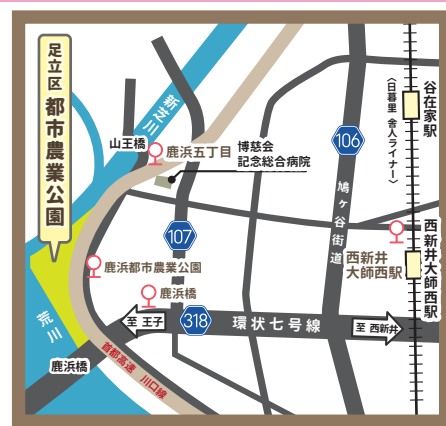 足立区 都市農業公園
新芝川
山王橋
鹿浜五丁目
博慈会
記念総合病院
106
谷在家駅
〈日暮里 舎人ライナー〉
鳩ヶ谷街道
107
西新井
大師西駅
西新井大師西駅
鹿浜都市農業公園
鹿浜橋
荒川
至 王子
318
環状七号線
至 西新井
首都高速 川口線
鹿浜橋